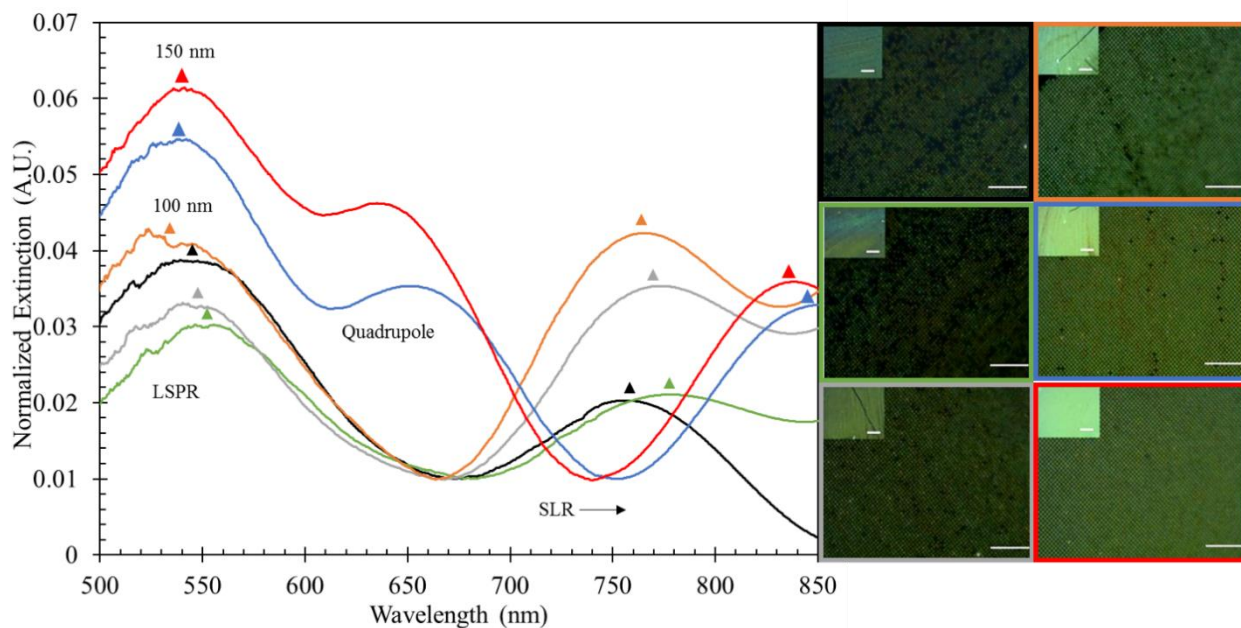 0.07
0.06
0.05
0.04
0.03
0.02
0.01
0
Normalized Extinction (A.U.)
150 nm
100 nm
LSPR
Quadrupole
SLR
500 550 600 650 700 750 800 850
Wavelength (nm)